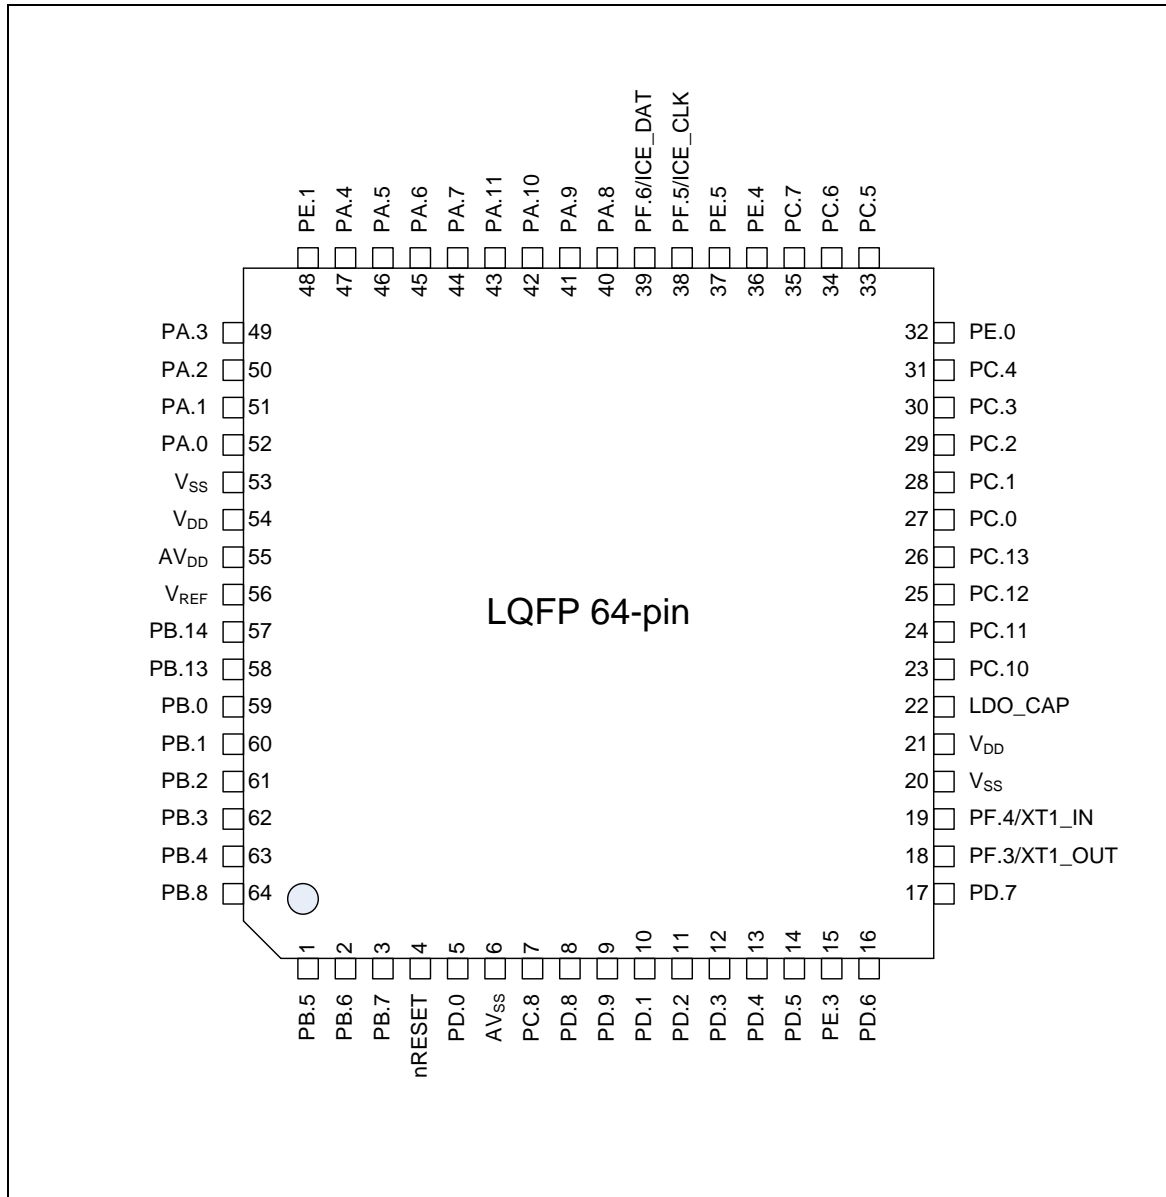 PE.1
PA.4
PA.5
PA.6
PA.7
PA.11
PA.10
PA.9
PA.8
PF.6/ICE_DAT
PF.5/ICE_CLK
PE.5
PE.4
PC.7
PC.6
PC.5
48
47
46
45
44
43
42
41
40
39
38
37
36
35
34
33
PA.3 49
PA.2 50
PA.1 51
PA.0 52
VSS 53
VDD 54
AVDD 55
VREF 56
PB.14 57
PB.13 58
PB.0 59
PB.1 60
PB.2 61
PB.3 62
PB.4 63
PB.8 64
LQFP 64-pin
32 PE.0
31 PC.4
30 PC.3
29 PC.2
28 PC.1
27 PC.0
26 PC.13
25 PC.12
24 PC.11
23 PC.10
22 LDO_CAP
21 VDD
20 VSS
19 PF.4/XT1_IN
18 PF.3/XT1_OUT
17 PD.7
1
2
3
4
5
6
7
8
9
10
11
12
13
14
15
16
PB.5
PB.6
PB.7
nRESET
PD.0
AVSS
PC.8
PD.8
PD.9
PD.1
PD.2
PD.3
PD.4
PD.5
PE.3
PD.6